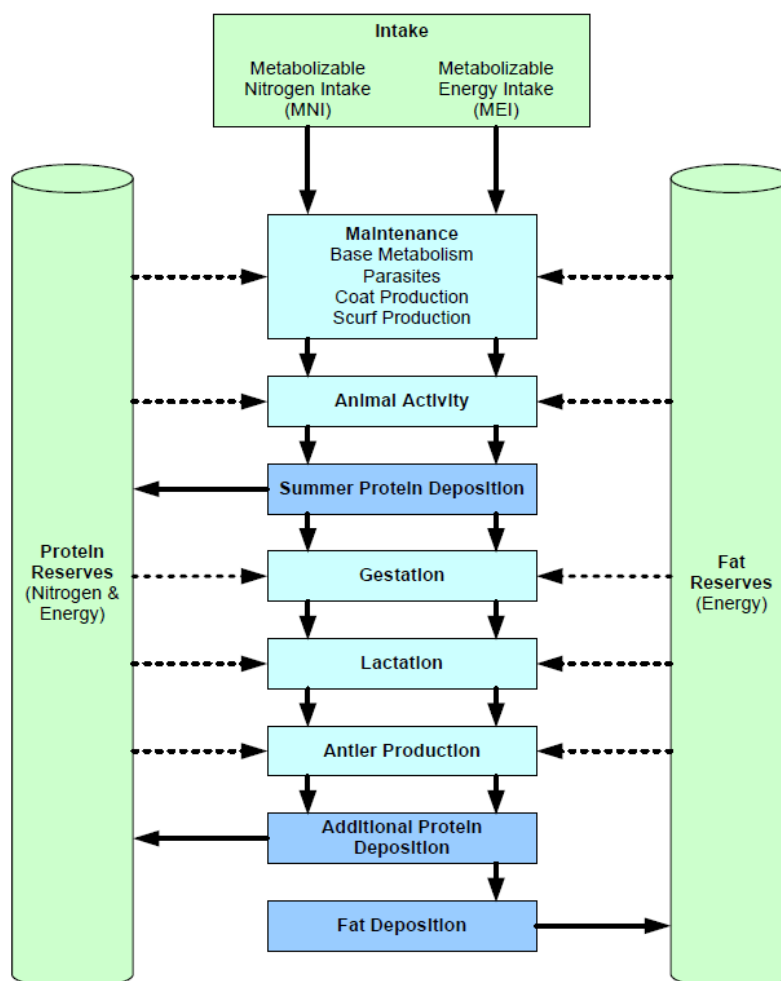 Intake
Metabolizable
Nitrogen Intake
(MNI)
Metabolizable
Energy Intake
(MEI)
Maintenance
Base Metabolism
Parasites
Coat Production
Scurf Production
Animal Activity
Summer Protein Deposition
Protein
Reserves
(Nitrogen &
Energy)
Gestation
Fat
Reserves
(Energy)
Lactation
Antler Production
Additional Protein
Deposition
Fat Deposition